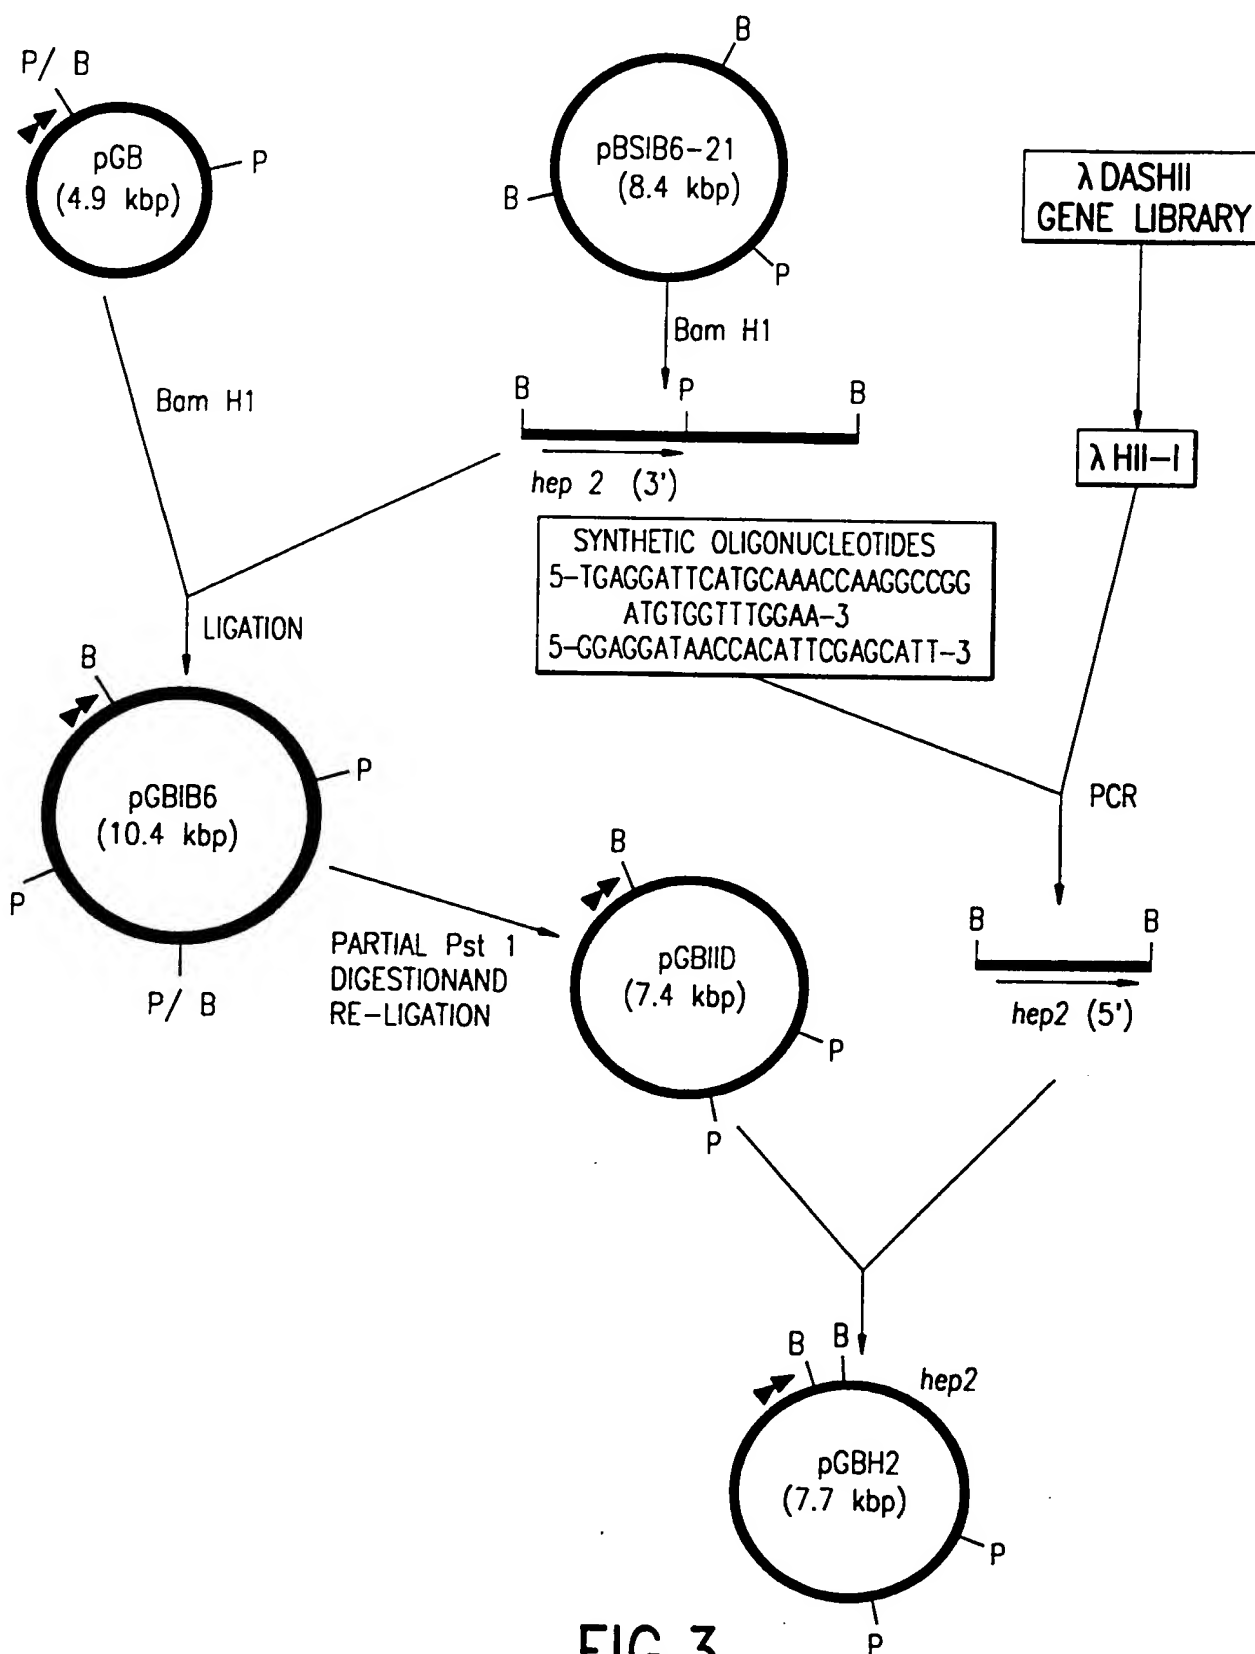 P/ B
pGB
(4.9 kbp)
P
B
pBSIB6-21
(8.4 kbp)
B
P
λ DASHII
GENE LIBRARY
Bam H1
Bam H1
B
P
B
hep 2 (3')
λ HII-I
SYNTHETIC OLIGONUCLEOTIDES
5-TGAGGATTCATGCAAACCAAGGCCGG
ATGTGGTTTGGAA-3
5-GGAGGATAACCACATTCGAGCATT-3
LIGATION
B
pGBIB6
(10.4 kbp)
P
P
P/ B
PARTIAL Pst 1
DIGESTIONAND
RE-LIGATION
B
pGBIID
(7.4 kbp)
P
P
PCR
B
B
hep2 (5')
B
B
hep2
pGBH2
(7.7 kbp)
P
P
FIG.3